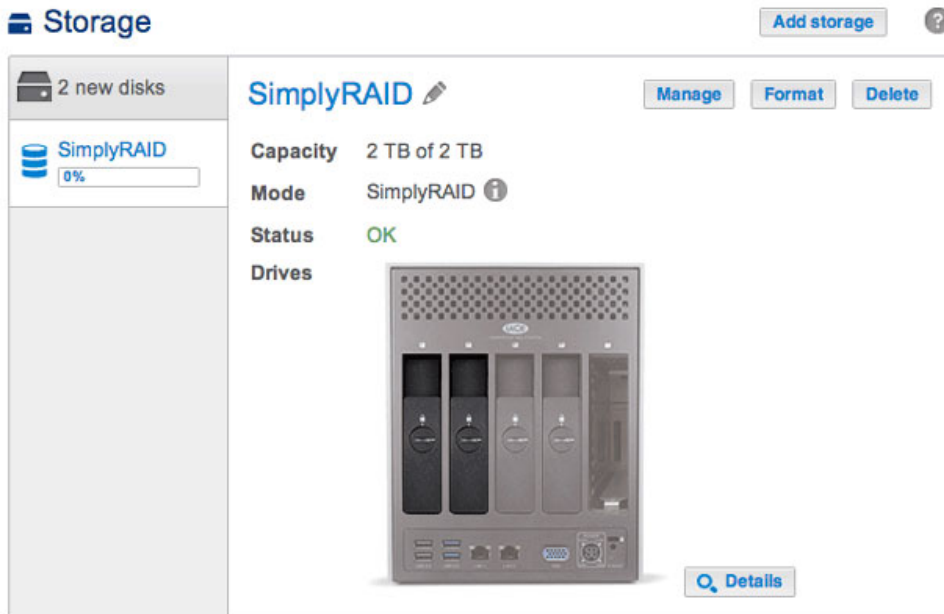 Storage
Add storage
?
2 new disks
SimplyRAID
0%
SimplyRAID
Manage
Format
Delete
Capacity 2 TB of 2 TB
Mode SimplyRAID i
Status OK
Drives
LACIE
Details